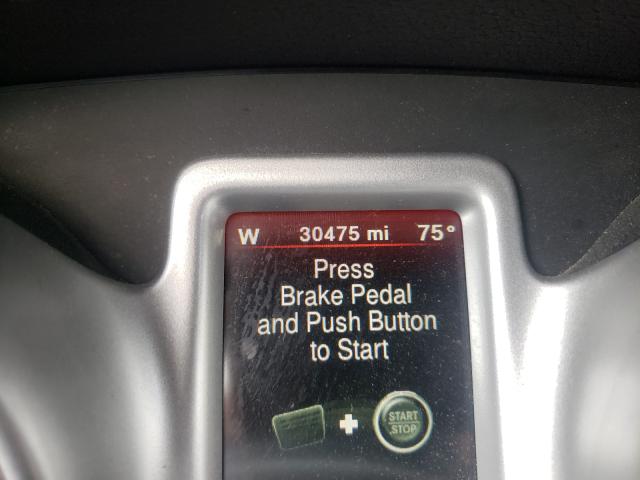 W 30475 mi 75°
Press
Brake Pedal
and Push Button
to Start
START
STOP